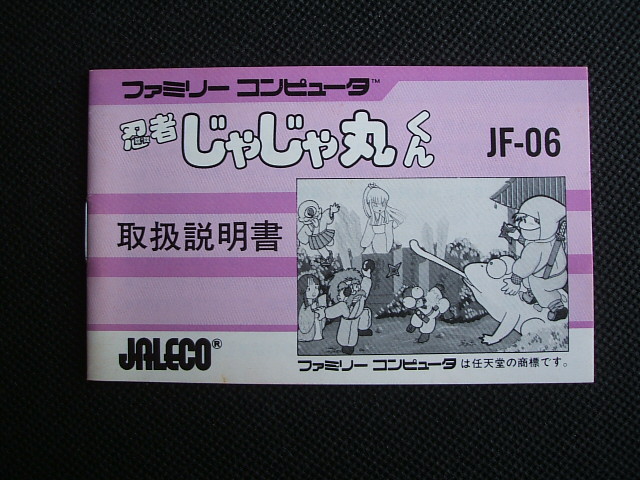 ファミリー コンピュータ™
忍者じゃじゃ丸くん
JF-06
取扱説明書
JALECO®
ファミリー コンピュータ は任天堂の商標です。